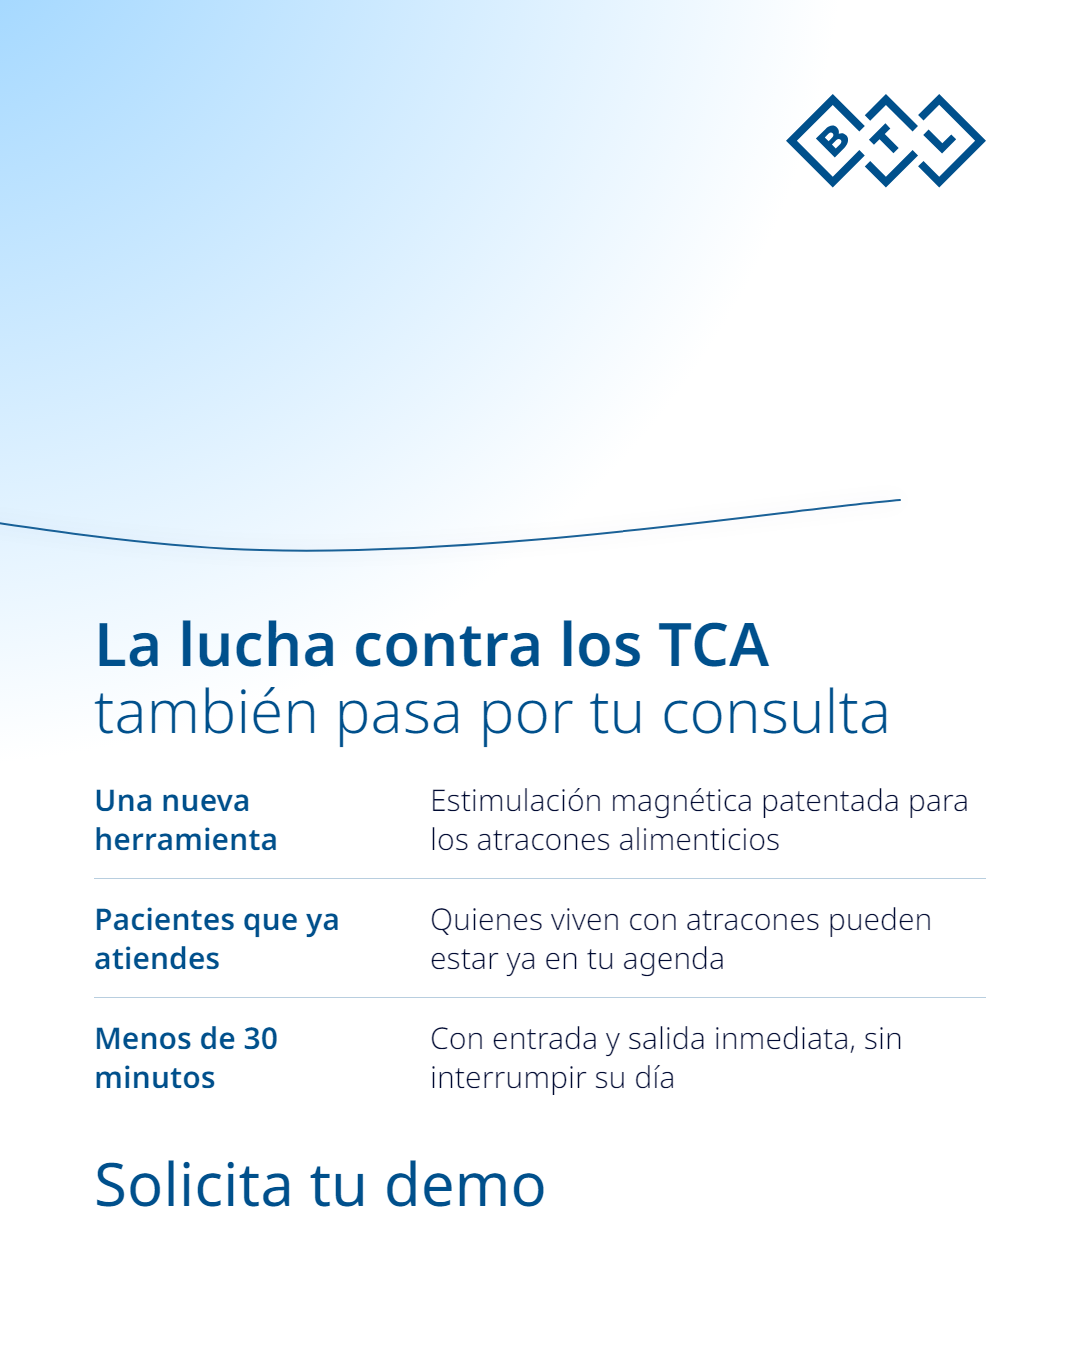 BTL
La lucha contra los TCA
también pasa por tu consulta
Una nueva
herramienta
Estimulación magnética patentada para
los atracones alimenticios
Pacientes que ya
atiendes
Quienes viven con atracones pueden
estar ya en tu agenda
Menos de 30
minutos
Con entrada y salida inmediata, sin
interrumpir su día
Solicita tu demo